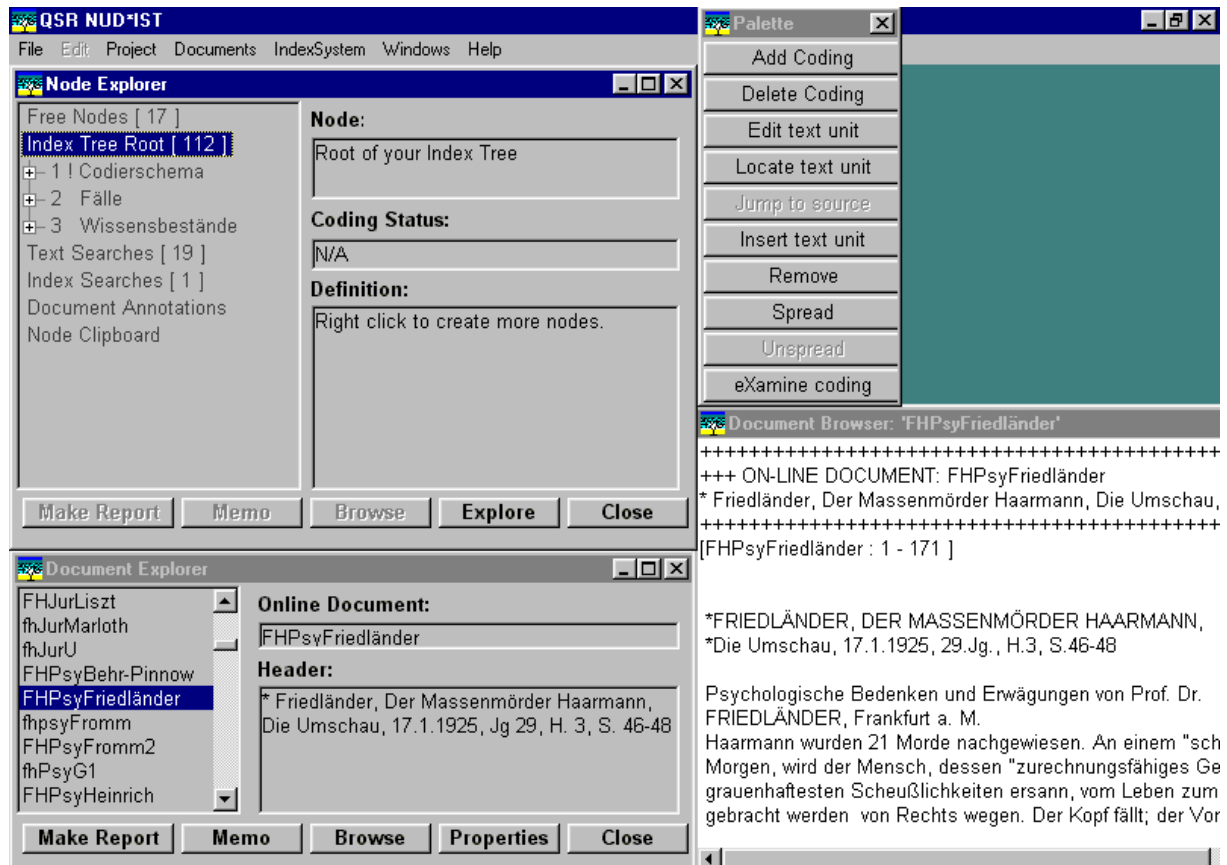 QSR NUD*IST
File Edit Project Documents IndexSystem Windows Help
Node Explorer
Free Nodes [ 17 ]
Index Tree Root [ 112 ]
1 ! Codierschema
2 Fälle
3 Wissensbestände
Text Searches [ 19 ]
Index Searches [ 1 ]
Document Annotations
Node Clipboard
Node:
Root of your Index Tree
Coding Status:
N/A
Definition:
Right click to create more nodes.
Make Report Memo Browse Explore Close
Palette
Add Coding
Delete Coding
Edit text unit
Locate text unit
Jump to source
Insert text unit
Remove
Spread
Unspread
eXamine coding
Document Explorer
FHJurLiszt
fhJurMarloth
fhJurU
FHPsyBehr-Pinnow
FHPsyFriedländer
fhpsyFromm
FHPsyFromm2
fhPsyG1
FHPsyHeinrich
Online Document:
FHPsyFriedländer
Header:
* Friedländer, Der Massenmörder Haarmann,
Die Umschau, 17.1.1925, Jg 29, H. 3, S. 46-48
Make Report Memo Browse Properties Close
Document Browser: 'FHPsyFriedländer'
+++++++++++++++++++++++++++++++++++++++++++
+++ ON-LINE DOCUMENT: FHPsyFriedländer
* Friedländer, Der Massenmörder Haarmann, Die Umschau,
+++++++++++++++++++++++++++++++++++++++++++
[FHPsyFriedländer : 1 - 171 ]
*FRIEDLÄNDER, DER MASSENMÖRDER HAARMANN,
*Die Umschau, 17.1.1925, 29.Jg., H.3, S.46-48
Psychologische Bedenken und Erwägungen von Prof. Dr.
FRIEDLÄNDER, Frankfurt a. M.
Haarmann wurden 21 Morde nachgewiesen. An einem "sch
Morgen, wird der Mensch, dessen "zurechnungsfähiges Ge
grauenhaftesten Scheußlichkeiten ersann, vom Leben zum
gebracht werden von Rechts wegen. Der Kopf fällt; der Vor